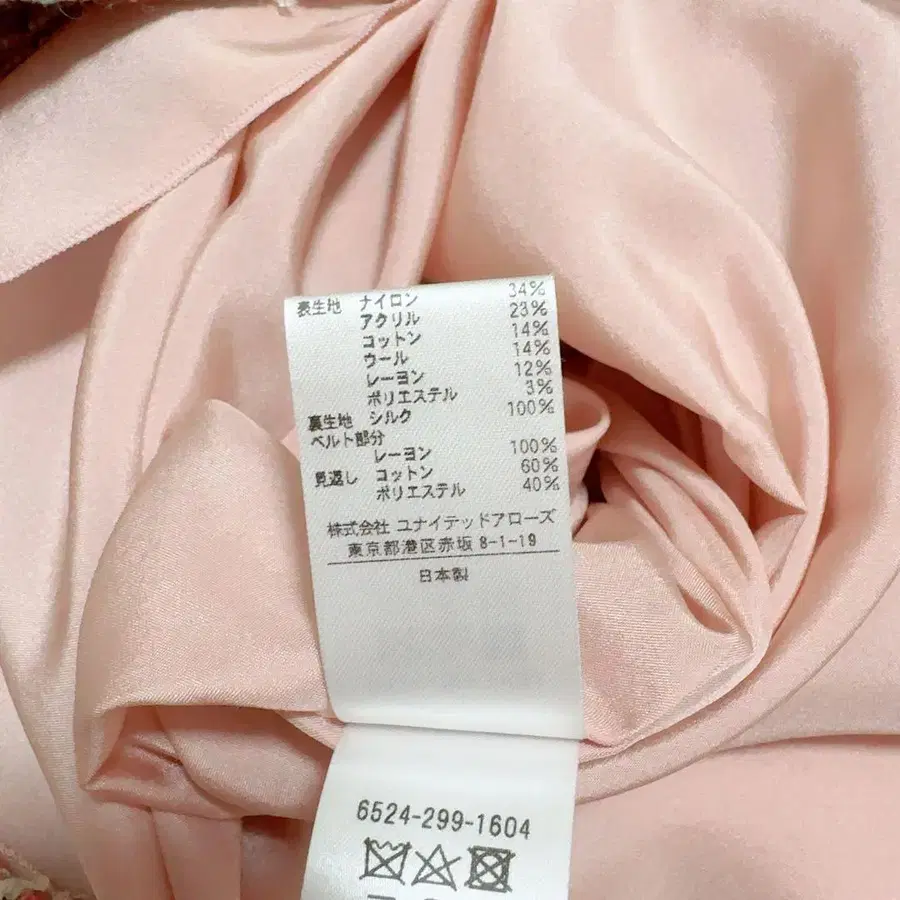 表生地 ナイロン 34%
アクリル 23%
コットン 14%
ウール 14%
レーヨン 12%
ポリエステル 3%
裏生地 シルク 100%
ベルト部分
レーヨン 100%
見返し コットン 60%
ポリエステル 40%
株式会社 ユナイテッドアローズ
東京都港区赤坂 8-1-19
日本製
6524-299-1604